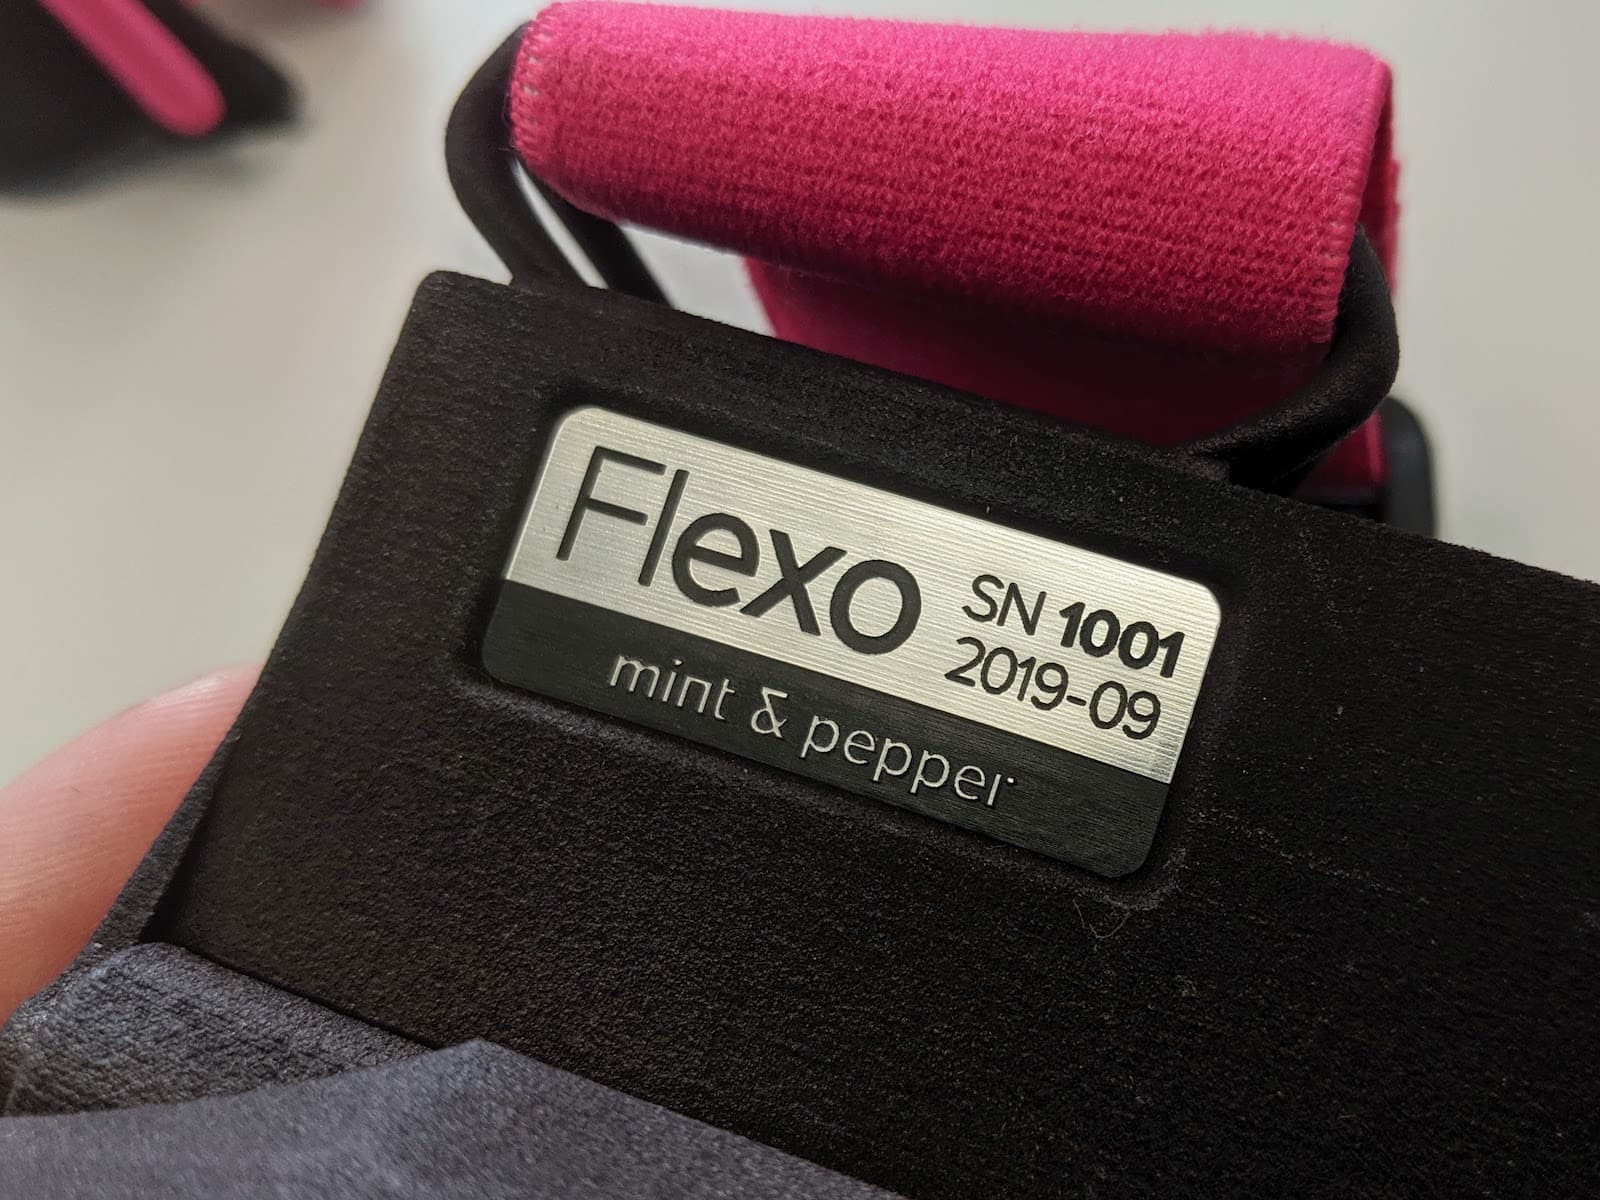 Flexo
SN 1001
2019-09
mint & pepper